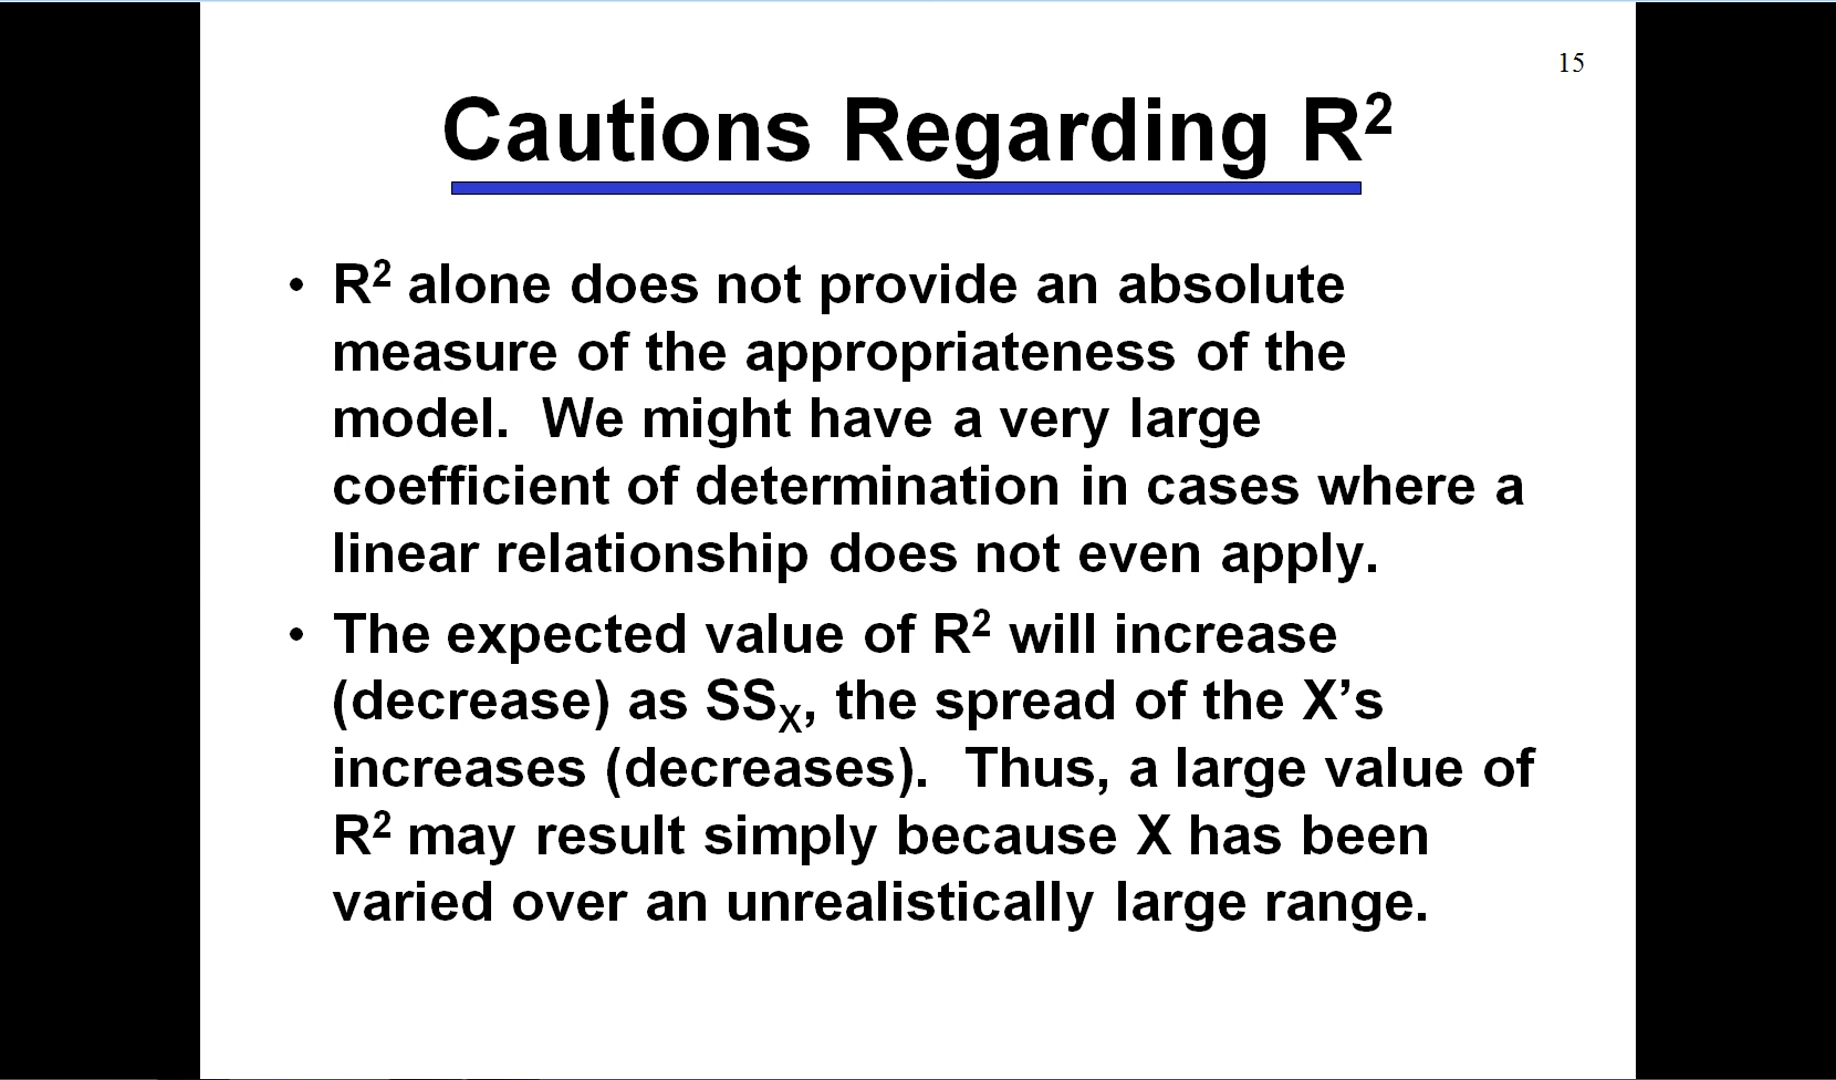 15
Cautions Regarding R²
• R² alone does not provide an absolute
measure of the appropriateness of the
model.  We might have a very large
coefficient of determination in cases where a
linear relationship does not even apply.
• The expected value of R² will increase
(decrease) as SSX, the spread of the X’s
increases (decreases).  Thus, a large value of
R² may result simply because X has been
varied over an unrealistically large range.